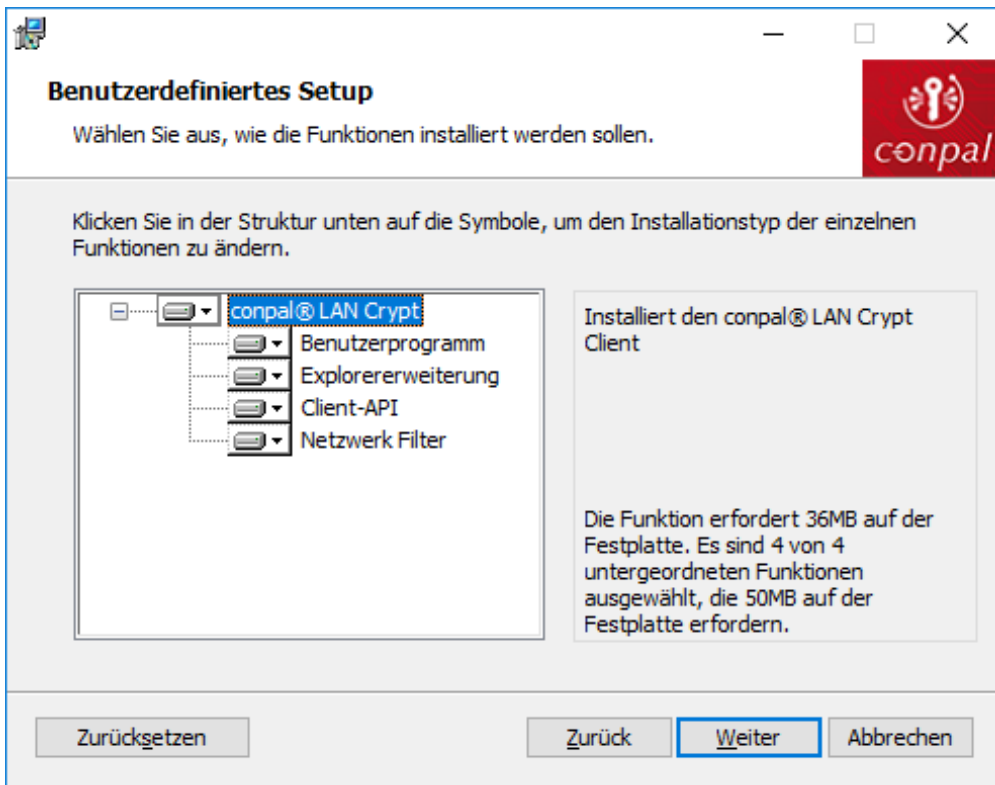 Benutzerdefiniertes Setup
Wählen Sie aus, wie die Funktionen installiert werden sollen.
conpal
Klicken Sie in der Struktur unten auf die Symbole, um den Installationstyp der einzelnen
Funktionen zu ändern.
conpal® LAN Crypt
Benutzerprogramm
Explorererweiterung
Client-API
Netzwerk Filter
Installiert den conpal® LAN Crypt
Client
Die Funktion erfordert 36MB auf der
Festplatte. Es sind 4 von 4
untergeordneten Funktionen
ausgewählt, die 50MB auf der
Festplatte erfordern.
Zurücksetzen
Zurück
Weiter
Abbrechen